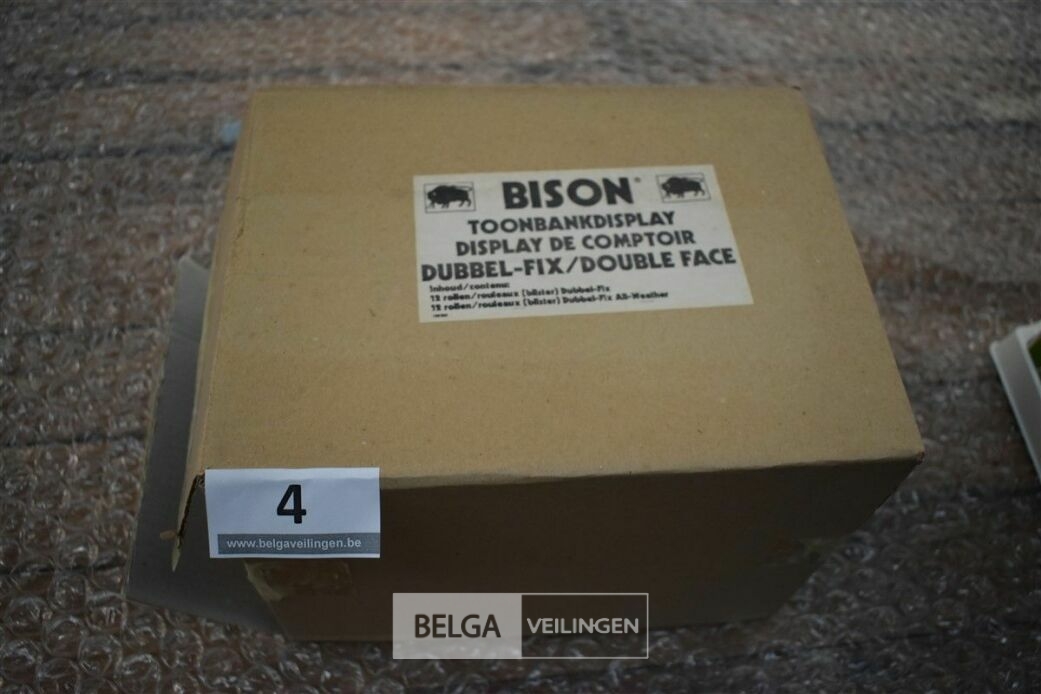 BISON®
TOONBANKDISPLAY
DISPLAY DE COMPTOIR
DUBBEL-FIX/DOUBLE FACE
Inhoud/contenu:
12 rollen/rouleaux (blister) Dubbel-Fix
12 rollen/rouleaux (blister) Dubbel-Fix All-Weather
4
www.belgaveilingen.be
BELGA VEILINGEN